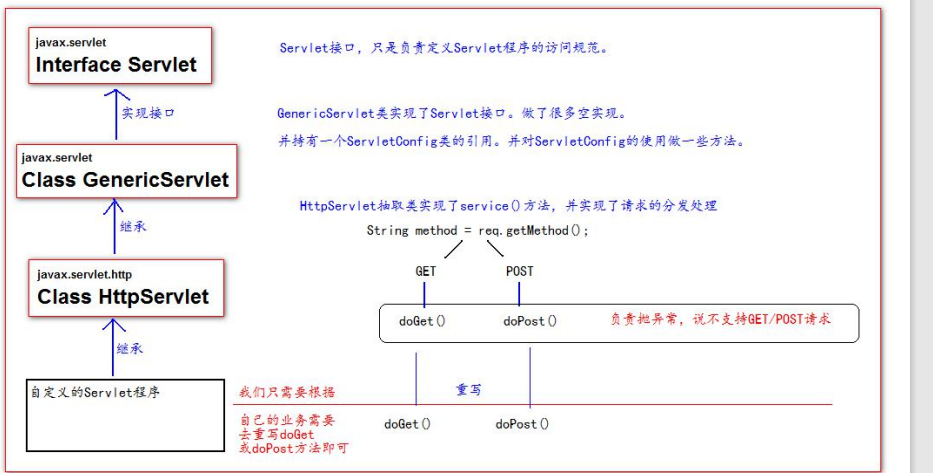 javax.servlet
Interface Servlet
Servlet接口，只是负责定义Servlet程序的访问规范。
实现接口
GenericServlet类实现了Servlet接口。做了很多空实现。
并持有一个ServletConfig类的引用。并对ServletConfig的使用做一些方法。
javax.servlet
Class GenericServlet
继承
HttpServlet抽取类实现了service()方法，并实现了请求的分发处理
String method = req.getMethod();
GET
POST
javax.servlet.http
Class HttpServlet
doGet()
doPost()
负责抛异常，说不支持GET/POST请求
继承
自定义的Servlet程序
我们只需要根据
重写
自己的业务需要
去重写doGet
或doPost方法即可
doGet()
doPost()